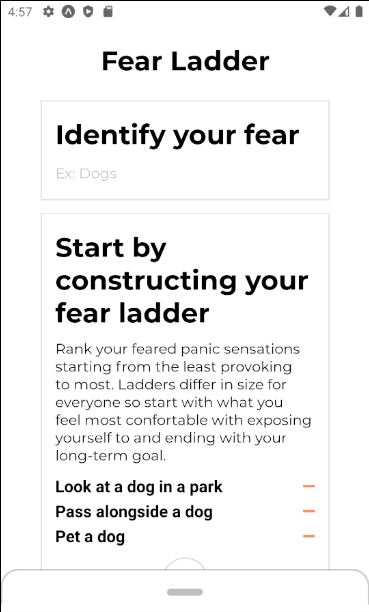 4:57
Fear Ladder
Identify your fear
Ex: Dogs
Start by
constructing your
fear ladder
Rank your feared panic sensations
starting from the least provoking
to most. Ladders differ in size for
everyone so start with what you
feel most comfortable with exposing
yourself to and ending with your
long-term goal.
Look at a dog in a park
Pass alongside a dog
Pet a dog